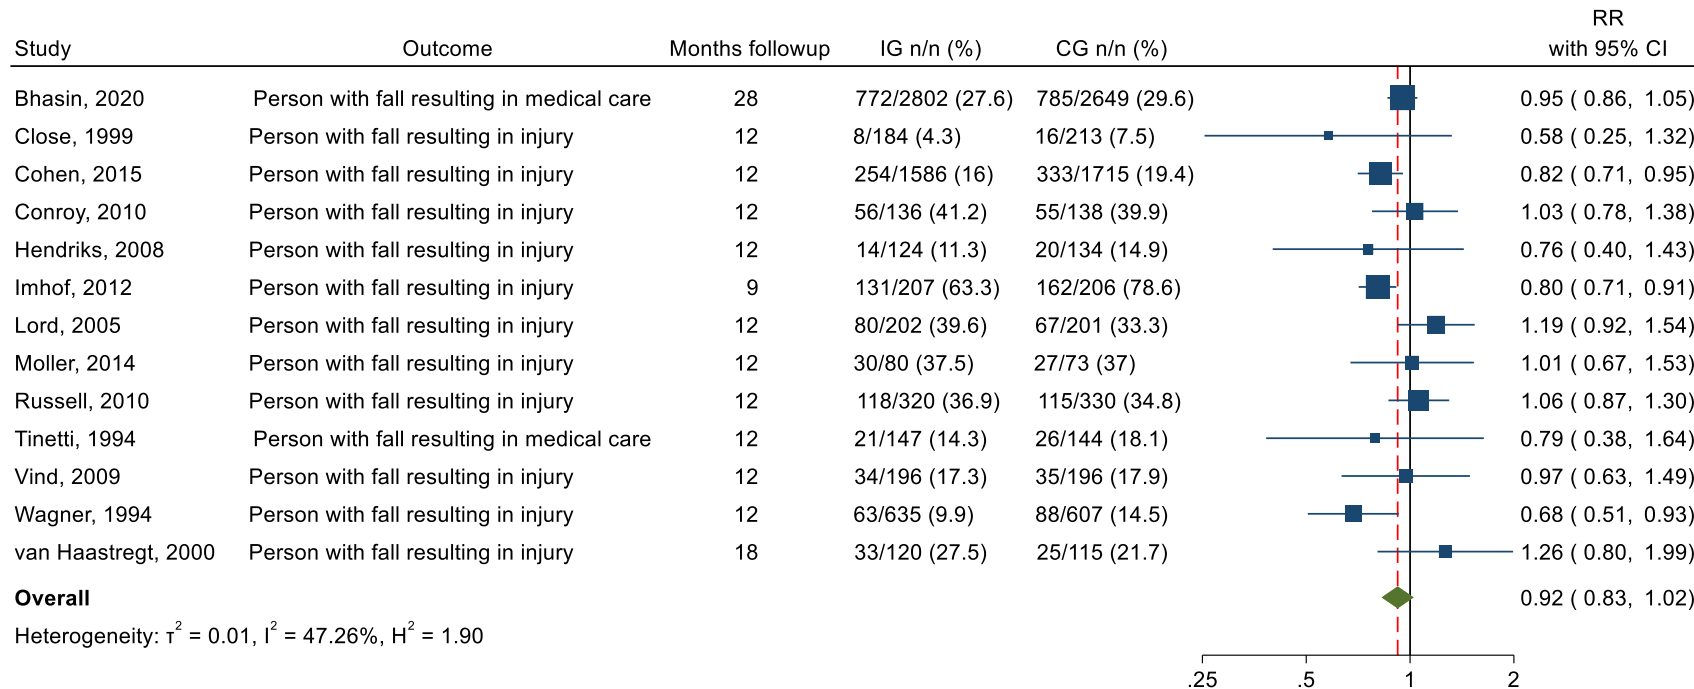 RR
Study Outcome Months followup IG n/n (%) CG n/n (%) with 95% CI
Bhasin, 2020 Person with fall resulting in medical care 28 772/2802 (27.6) 785/2649 (29.6) 0.95 ( 0.86, 1.05)
Close, 1999 Person with fall resulting in injury 12 8/184 (4.3) 16/213 (7.5) 0.58 ( 0.25, 1.32)
Cohen, 2015 Person with fall resulting in injury 12 254/1586 (16) 333/1715 (19.4) 0.82 ( 0.71, 0.95)
Conroy, 2010 Person with fall resulting in injury 12 56/136 (41.2) 55/138 (39.9) 1.03 ( 0.78, 1.38)
Hendriks, 2008 Person with fall resulting in injury 12 14/124 (11.3) 20/134 (14.9) 0.76 ( 0.40, 1.43)
Imhof, 2012 Person with fall resulting in injury 9 131/207 (63.3) 162/206 (78.6) 0.80 ( 0.71, 0.91)
Lord, 2005 Person with fall resulting in injury 12 80/202 (39.6) 67/201 (33.3) 1.19 ( 0.92, 1.54)
Moller, 2014 Person with fall resulting in injury 12 30/80 (37.5) 27/73 (37) 1.01 ( 0.67, 1.53)
Russell, 2010 Person with fall resulting in injury 12 118/320 (36.9) 115/330 (34.8) 1.06 ( 0.87, 1.30)
Tinetti, 1994 Person with fall resulting in medical care 12 21/147 (14.3) 26/144 (18.1) 0.79 ( 0.38, 1.64)
Vind, 2009 Person with fall resulting in injury 12 34/196 (17.3) 35/196 (17.9) 0.97 ( 0.63, 1.49)
Wagner, 1994 Person with fall resulting in injury 12 63/635 (9.9) 88/607 (14.5) 0.68 ( 0.51, 0.93)
van Haastregt, 2000 Person with fall resulting in injury 18 33/120 (27.5) 25/115 (21.7) 1.26 ( 0.80, 1.99)
Overall 0.92 ( 0.83, 1.02)
Heterogeneity: τ² = 0.01, I² = 47.26%, H² = 1.90
.25 .5 1 2